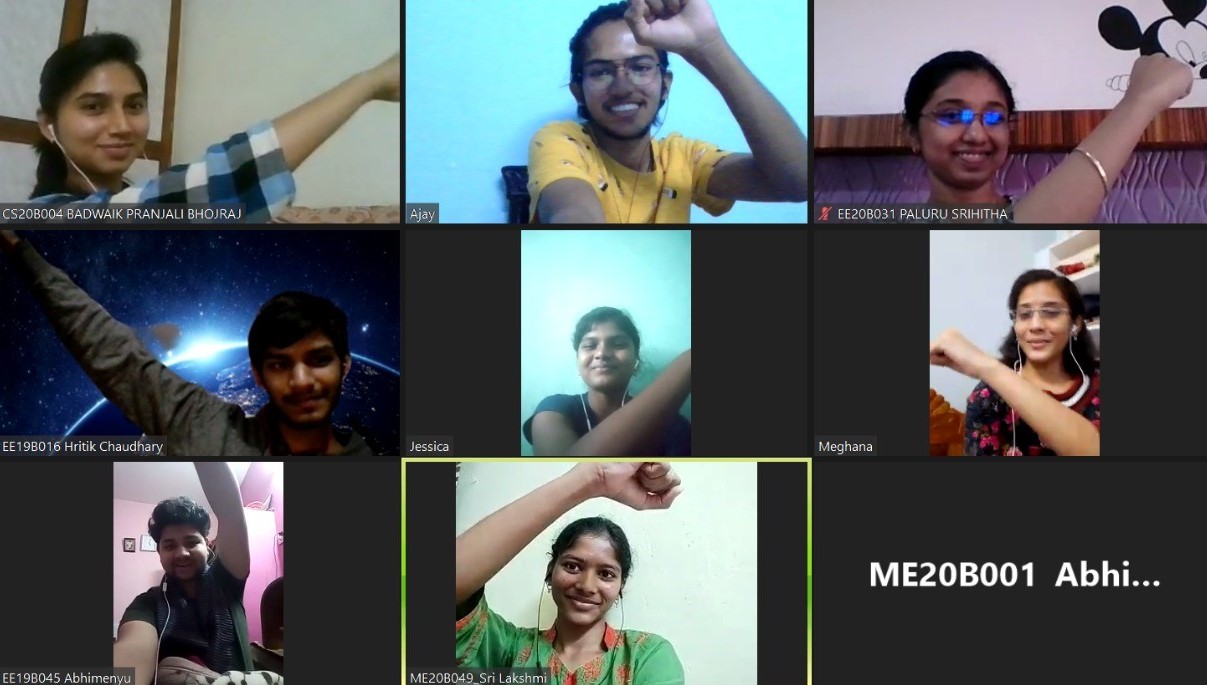 CS20B004 BADWAIK PRANJALI BHOJRAJ
Ajay
EE20B031 PALURU SRIHITHA
EE19B016 Hritik Chaudhary
Jessica
Meghana
EE19B045 Abhimenyu
ME20B049_Sri Lakshmi
ME20B001 Abhi...